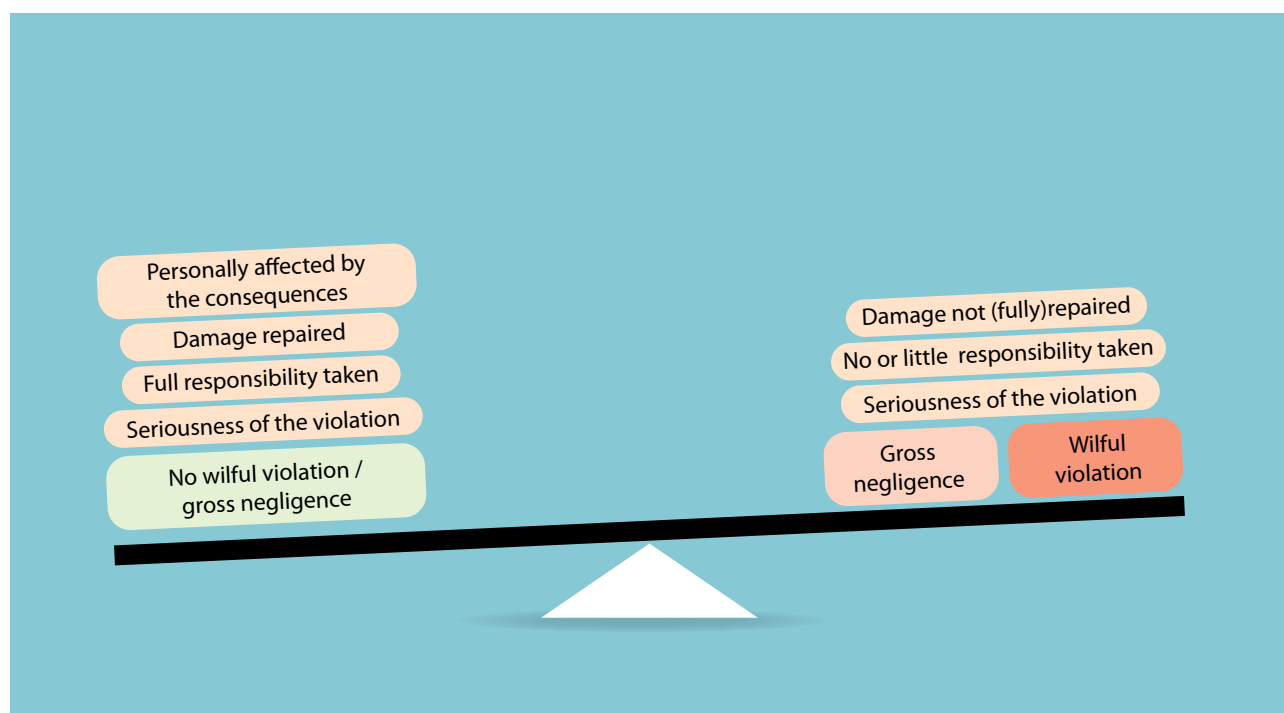 Personally affected by
the consequences
Damage repaired
Full responsibility taken
Seriousness of the violation
No wilful violation /
gross negligence
Damage not (fully)repaired
No or little  responsibility taken
Seriousness of the violation
Gross
negligence
Wilful
violation